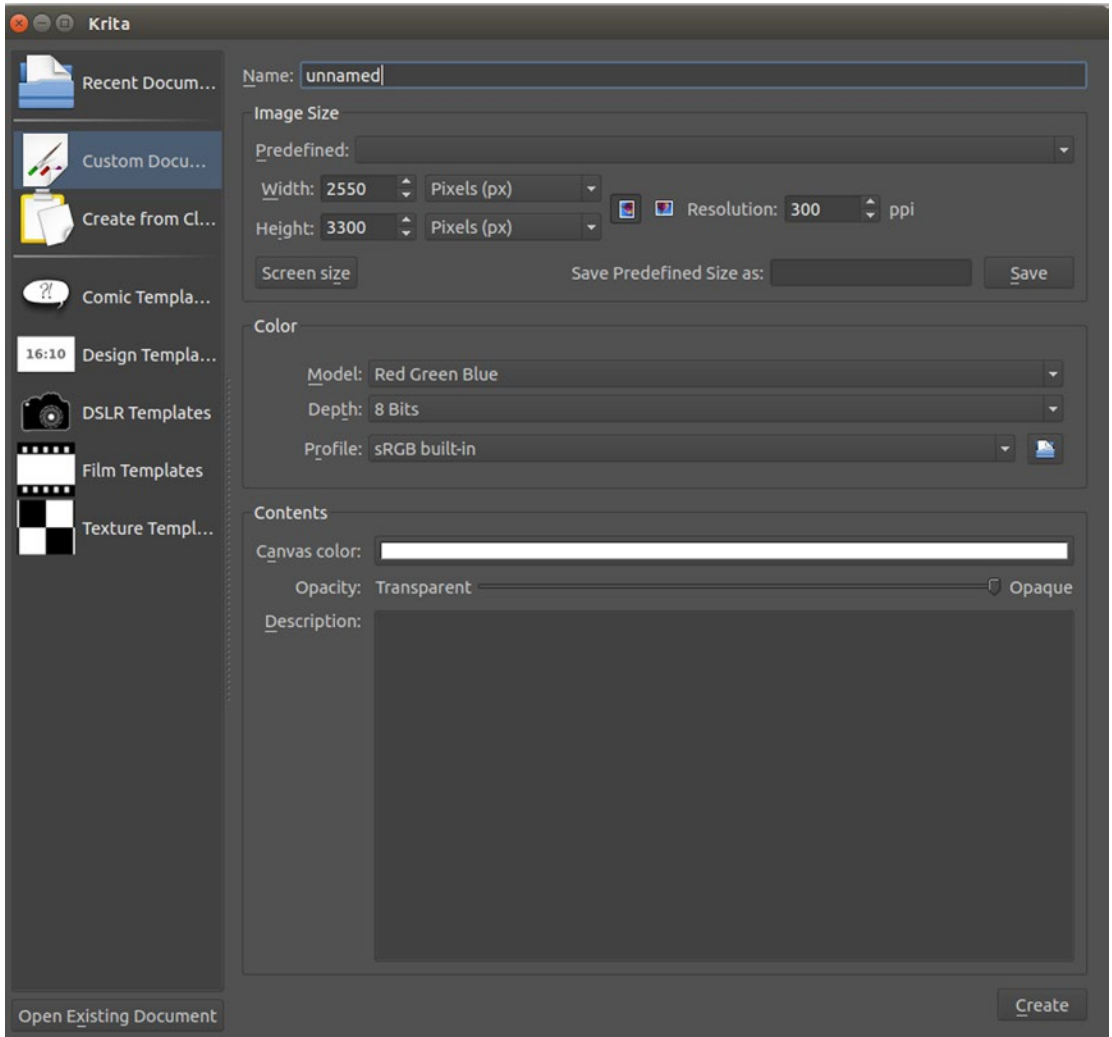 Krita
Recent Docum...
Custom Docu...
Create from Cl...
?!
Comic Templa...
16:10
Design Templa...
DSLR Templates
Film Templates
Texture Templ...
Open Existing Document
Name: unnamed
Image Size
Predefined:
Width: 2550 Pixels (px)
Height: 3300 Pixels (px)
Resolution: 300 ppi
Screen size
Save Predefined Size as:
Save
Color
Model: Red Green Blue
Depth: 8 Bits
Profile: sRGB built-in
Contents
Canvas color:
Opacity: Transparent Opaque
Description:
Create